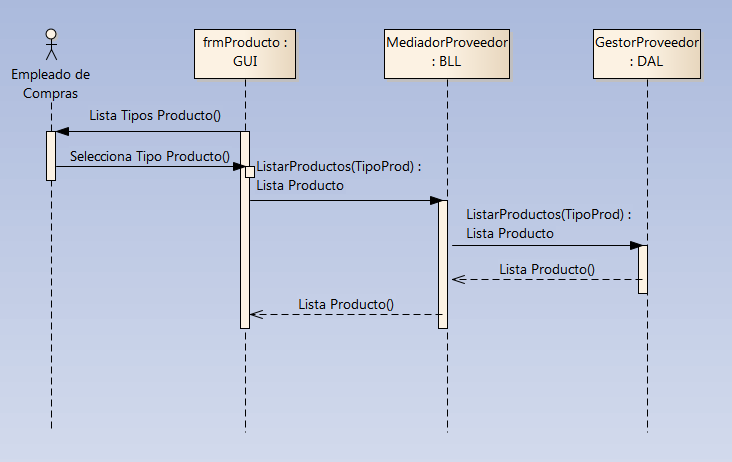 frmProducto :
GUI
MediadorProveedor
: BLL
GestorProveedor
: DAL
Empleado de
Compras
Lista Tipos Producto()
Selecciona Tipo Producto()
ListarProductos(TipoProd) :
Lista Producto
ListarProductos(TipoProd) :
Lista Producto
Lista Producto()
Lista Producto()